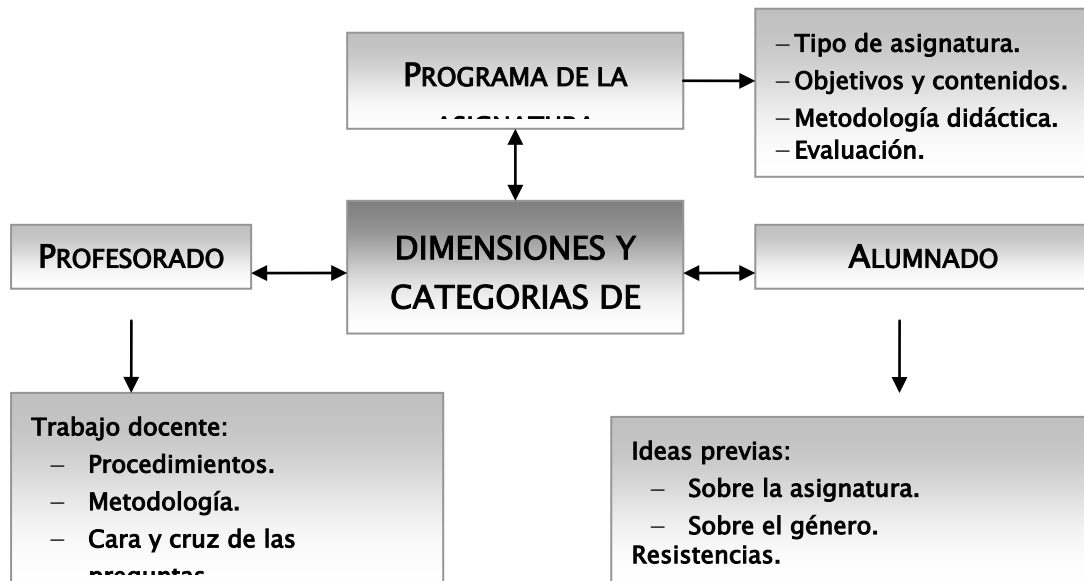 PROGRAMA DE LA
– Tipo de asignatura.
– Objetivos y contenidos.
– Metodología didáctica.
– Evaluación.
PROFESORADO
DIMENSIONES Y
CATEGORIAS DE
ALUMNADO
Trabajo docente:
– Procedimientos.
– Metodología.
– Cara y cruz de las
Ideas previas:
– Sobre la asignatura.
– Sobre el género.
Resistencias.